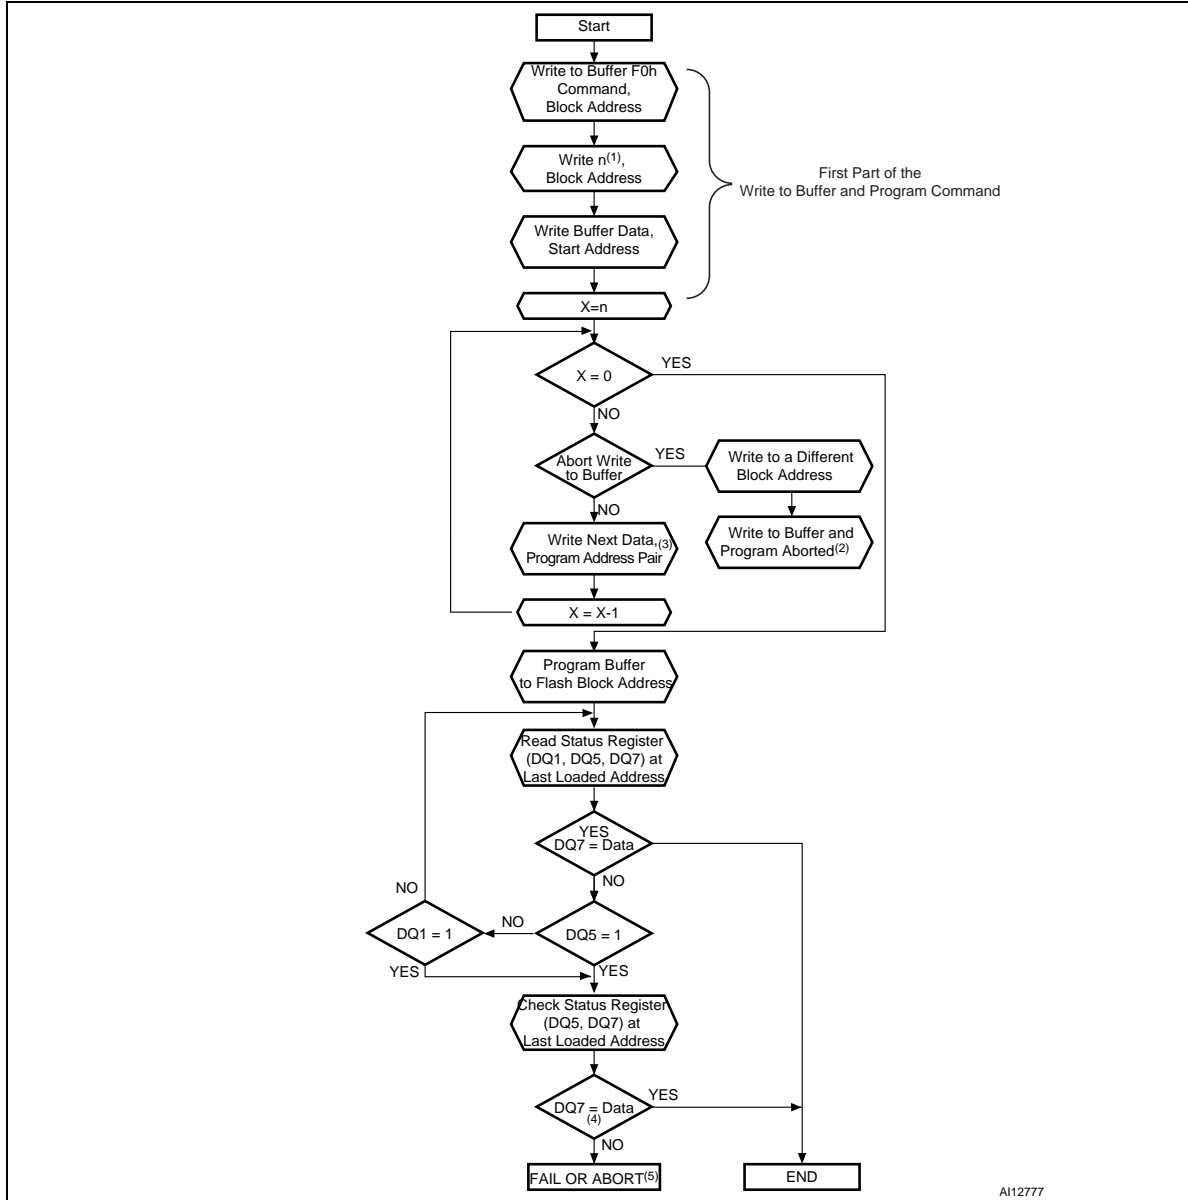 Start
Write to Buffer F0h
Command,
Block Address
Write n(1),
Block Address
First Part of the
Write to Buffer and Program Command
Write Buffer Data,
Start Address
X=n
X = 0
YES
NO
Abort Write
to Buffer
YES
Write to a Different
Block Address
NO
Write Next Data,(3)
Program Address Pair
Write to Buffer and
Program Aborted(2)
X = X-1
Program Buffer
to Flash Block Address
Read Status Register
(DQ1, DQ5, DQ7) at
Last Loaded Address
YES
DQ7 = Data
NO
NO
DQ1 = 1
NO
DQ5 = 1
YES
YES
Check Status Register
(DQ5, DQ7) at
Last Loaded Address
YES
DQ7 = Data
(4)
NO
FAIL OR ABORT(5)
END
AI12777